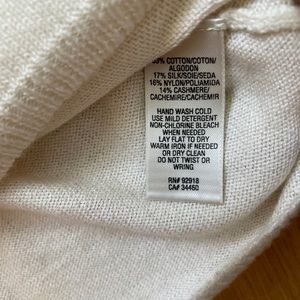 53% COTTON/COTON/
ALGODON
17% SILK/SOIE/SEDA
16% NYLON/POLIAMIDA
14% CASHMERE/
CACHEMIRE/CACHEMIR
HAND WASH COLD
USE MILD DETERGENT
NON-CHLORINE BLEACH
WHEN NEEDED
LAY FLAT TO DRY
WARM IRON IF NEEDED
OR DRY CLEAN
DO NOT TWIST OR
WRING
RN# 92918
CA# 34460